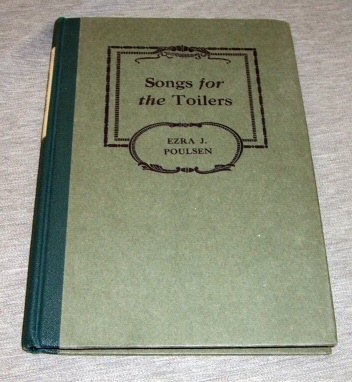 Songs for
the Toilers
EZRA J.
POULSEN